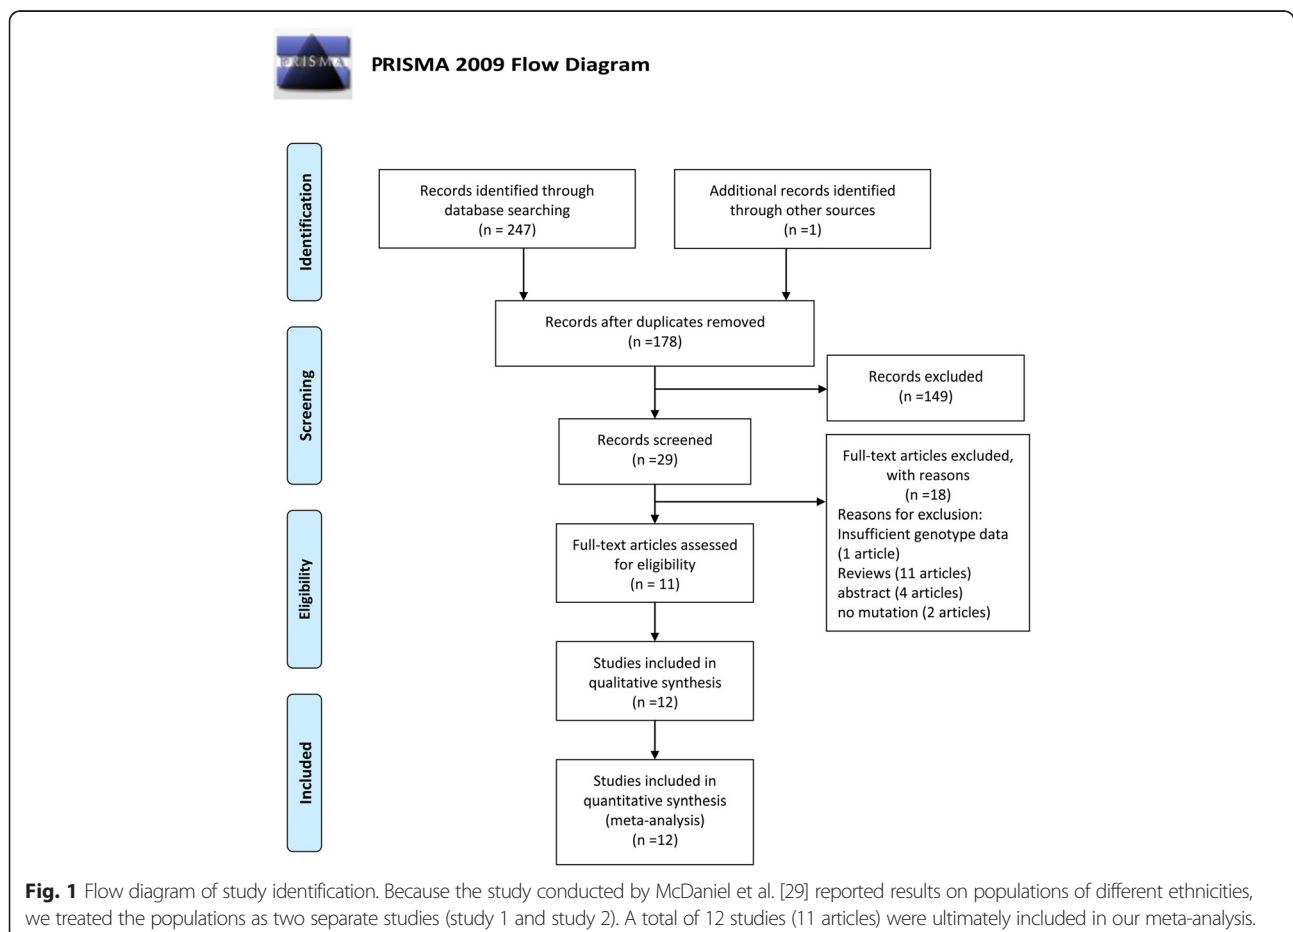 PRISMA
PRISMA 2009 Flow Diagram
Identification
Records identified through
database searching
(n = 247)
Additional records identified
through other sources
(n =1)
Records after duplicates removed
(n =178)
Screening
Records excluded
(n =149)
Records screened
(n =29)
Full-text articles excluded,
with reasons
(n =18)
Reasons for exclusion:
Insufficient genotype data
(1 article)
Reviews (11 articles)
abstract (4 articles)
no mutation (2 articles)
Eligibility
Full-text articles assessed
for eligibility
(n = 11)
Studies included in
qualitative synthesis
(n =12)
Included
Studies included in
quantitative synthesis
(meta-analysis)
(n =12)
Fig. 1 Flow diagram of study identification. Because the study conducted by McDaniel et al. [29] reported results on populations of different ethnicities,
we treated the populations as two separate studies (study 1 and study 2). A total of 12 studies (11 articles) were ultimately included in our meta-analysis.